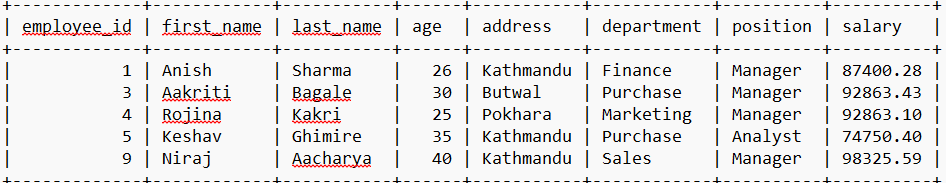 +-------------+------------+-----------+------+-----------+------------+----------+----------+
| employee_id | first_name | last_name | age  | address   | department | position | salary   |
+-------------+------------+-----------+------+-----------+------------+----------+----------+
|           1 | Anish      | Sharma    |   26 | Kathmandu | Finance    | Manager  | 87400.28 |
|           3 | Aakriti    | Bagale    |   30 | Butwal    | Purchase   | Manager  | 92863.43 |
|           4 | Rojina     | Kakri     |   25 | Pokhara   | Marketing  | Manager  | 92863.10 |
|           5 | Keshav     | Ghimire   |   35 | Kathmandu | Purchase   | Analyst  | 74750.40 |
|           9 | Niraj      | Aacharya  |   40 | Kathmandu | Sales      | Manager  | 98325.59 |
+-------------+------------+-----------+------+-----------+------------+----------+----------+